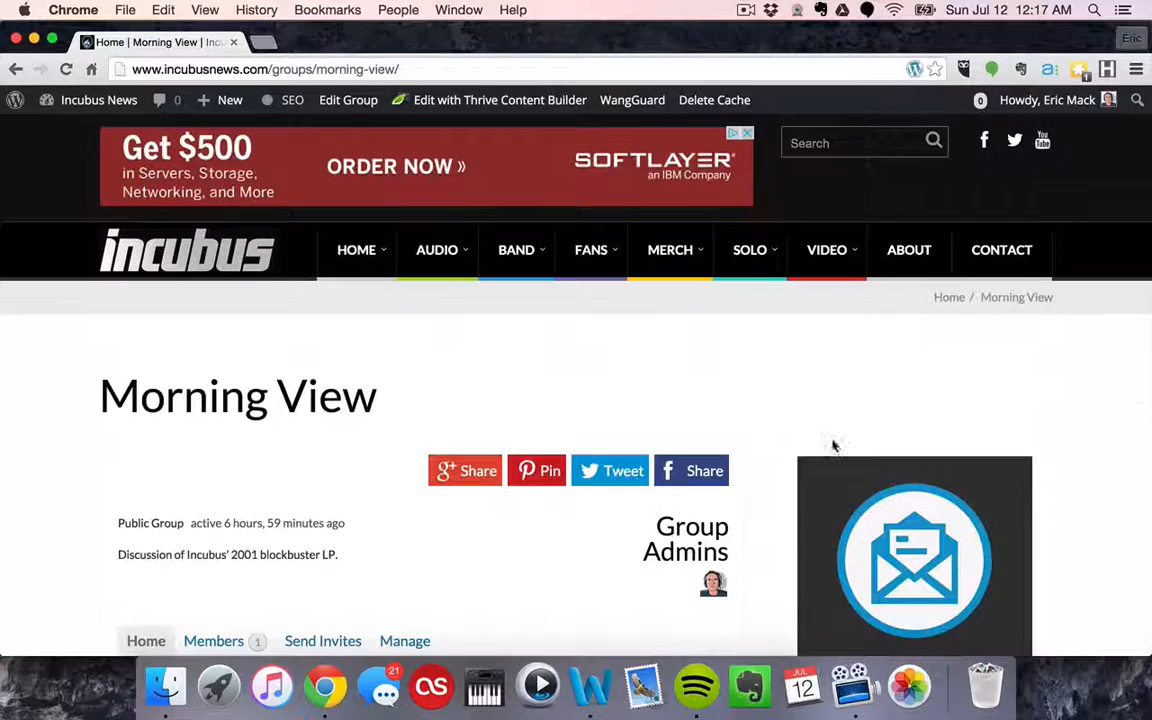 Chrome File Edit View History Bookmarks People Window Help Sun Jul 12 12:17 AM
Home | Morning View | Inc Eric
www.incubusnews.com/groups/morning-view/
Incubus News 0 New SEO Edit Group Edit with Thrive Content Builder WangGuard Delete Cache 0 Howdy, Eric Mack
Get $500
in Servers, Storage,
Networking, and More
ORDER NOW »
SOFTLAYER®
an IBM Company
Search
You
Tube
incubus HOME AUDIO BAND FANS MERCH SOLO VIDEO ABOUT CONTACT
Home / Morning View
Morning View
g+ Share Pin Tweet f Share
Public Group active 6 hours, 59 minutes ago
Discussion of Incubus' 2001 blockbuster LP.
Group
Admins
Home Members 1 Send Invites Manage
21
JUL
12